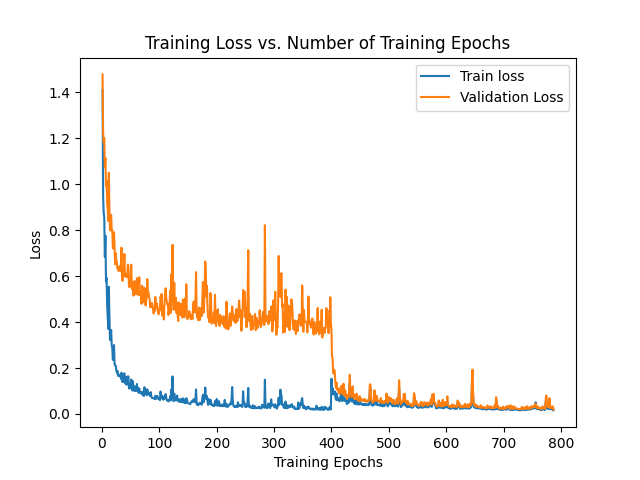 Training Loss vs. Number of Training Epochs
Train loss
Validation Loss
Loss
1.4
1.2
1.0
0.8
0.6
0.4
0.2
0.0
0 100 200 300 400 500 600 700 800
Training Epochs